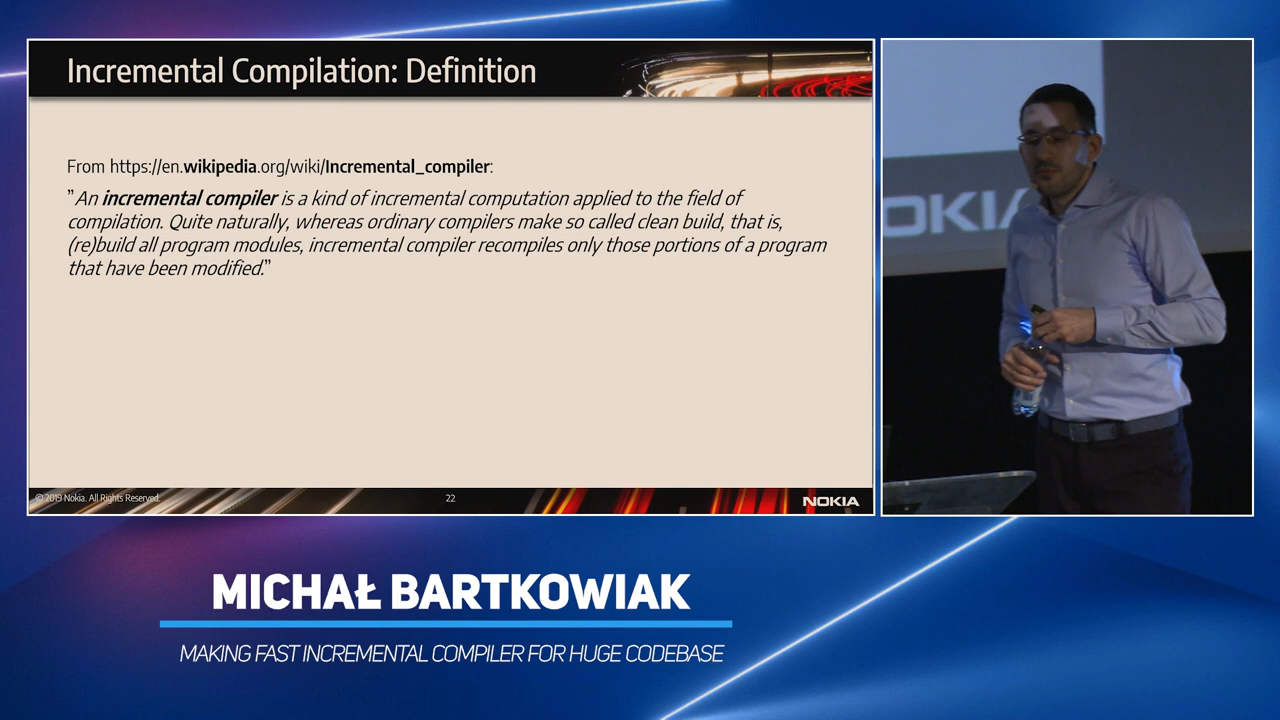 Incremental Compilation: Definition
From https://en.wikipedia.org/wiki/Incremental_compiler:
"An incremental compiler is a kind of incremental computation applied to the field of
compilation. Quite naturally, whereas ordinary compilers make so called clean build, that is,
(re)build all program modules, incremental compiler recompiles only those portions of a program
that have been modified."
© 2019 Nokia. All Rights Reserved.
22
NOKIA
OKIA
MICHAŁ BARTKOWIAK
MAKING FAST INCREMENTAL COMPILER FOR HUGE CODEBASE